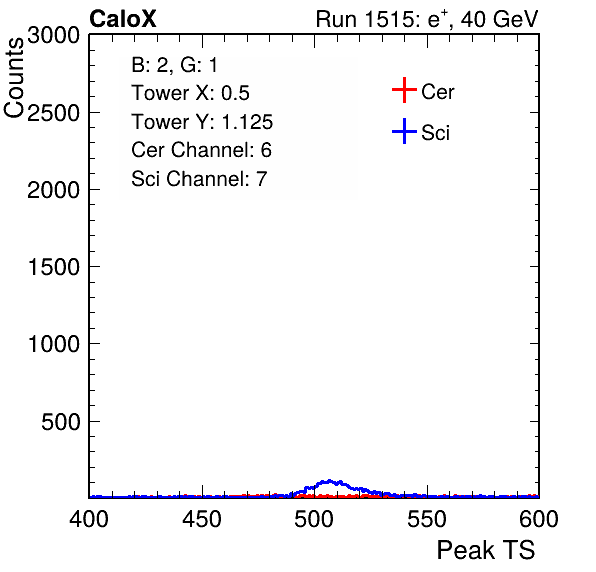 CaloX Run 1515: e⁺, 40 GeV
Counts
3000
2500
2000
1500
1000
500
B: 2, G: 1
Tower X: 0.5
Tower Y: 1.125
Cer Channel: 6
Sci Channel: 7
Cer
Sci
400 450 500 550 600
Peak TS